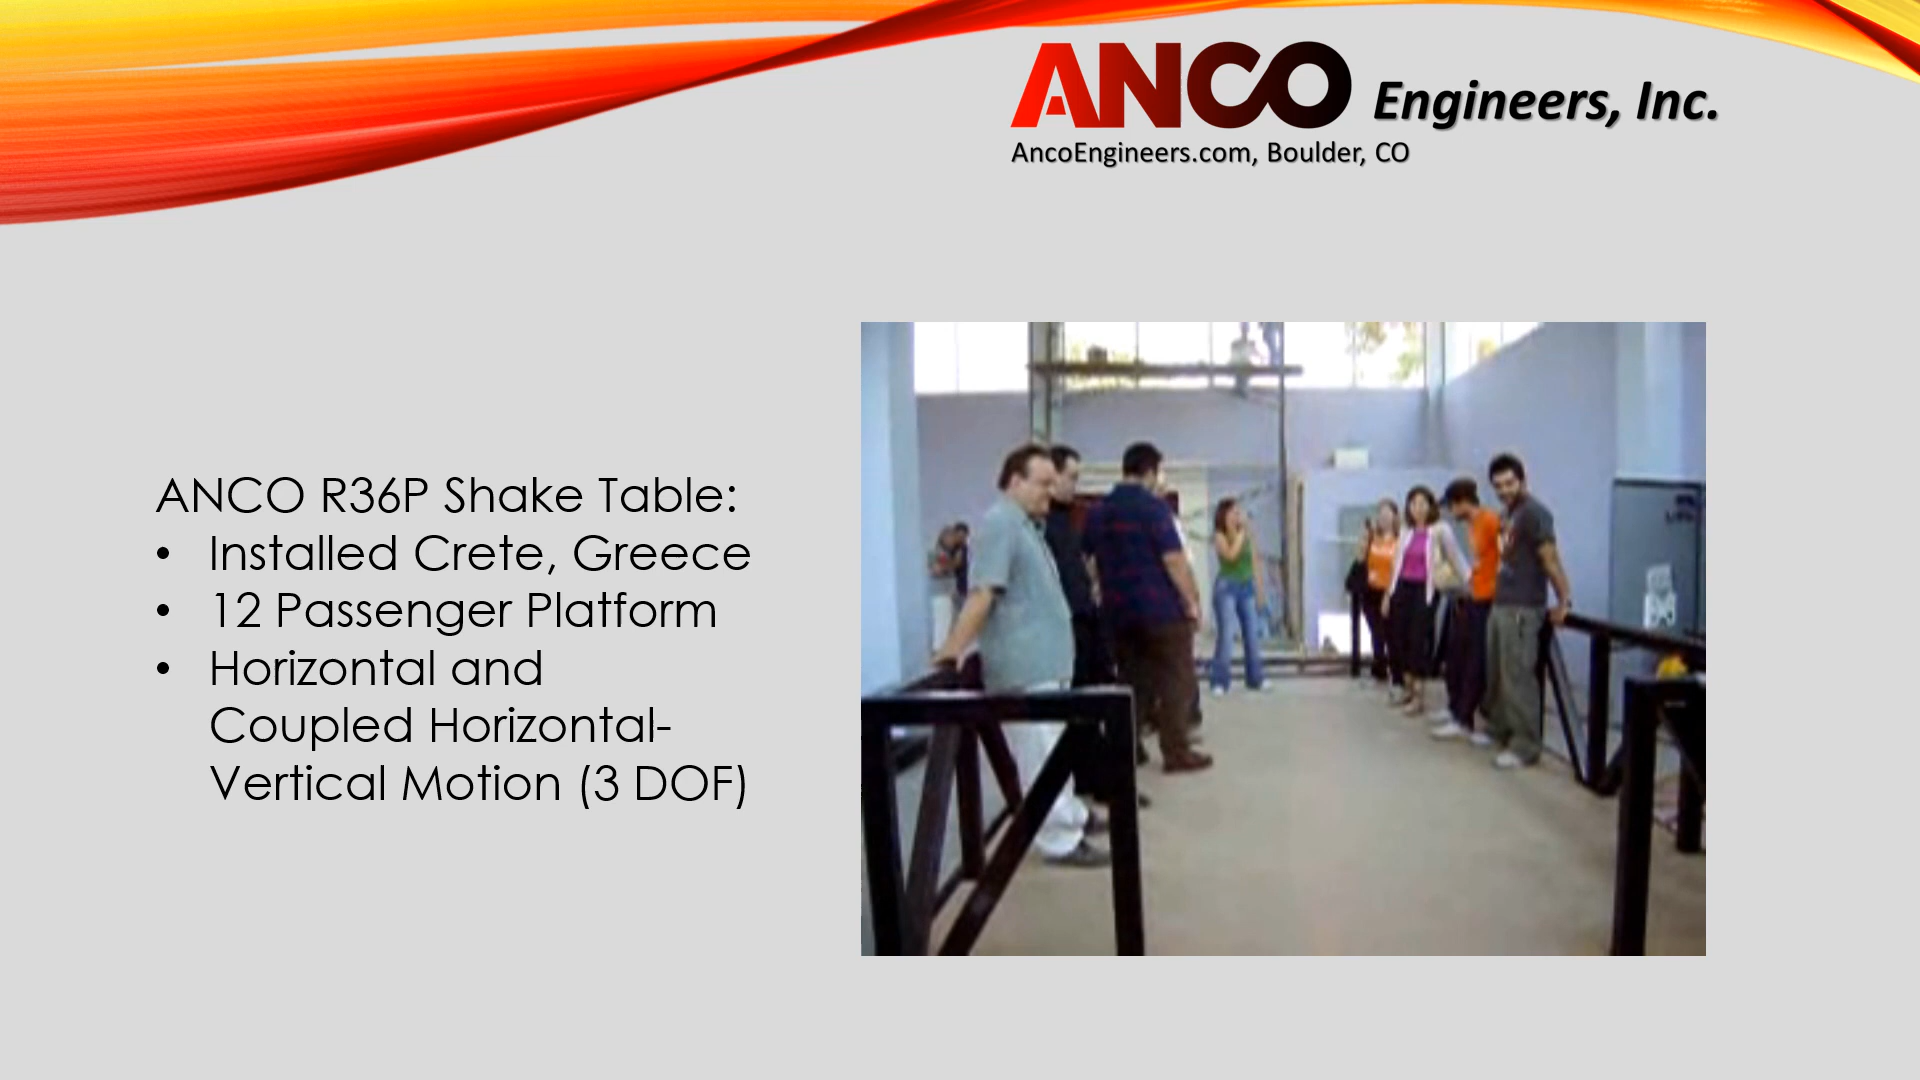 ANCO Engineers, Inc.
AncoEngineers.com, Boulder, CO
ANCO R36P Shake Table:
• Installed Crete, Greece
• 12 Passenger Platform
• Horizontal and
Coupled Horizontal-
Vertical Motion (3 DOF)